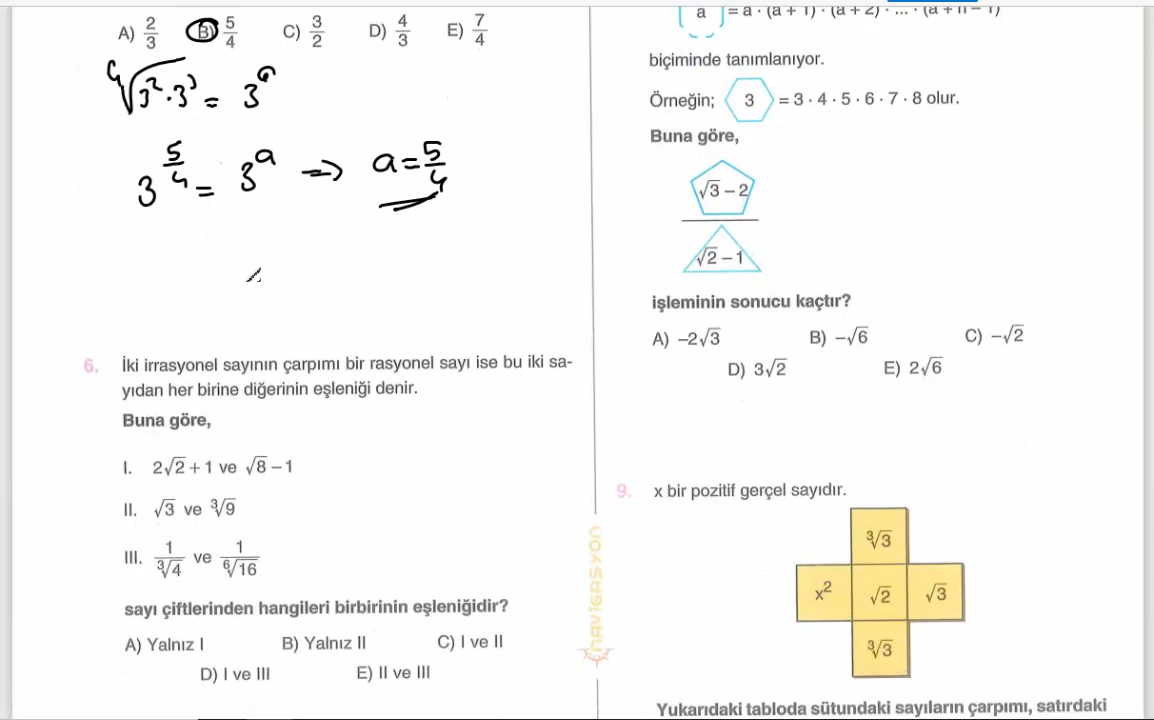 A) 2/3 B) 5/4 C) 3/2 D) 4/3 E) 7/4
⁴√3²·3³ = 3ᵃ
3^(5/4) = 3ᵃ ⇒ a = 5/4
6. İki irrasyonel sayının çarpımı bir rasyonel sayı ise bu iki sa-
yıdan her birine diğerinin eşleniği denir.
Buna göre,
I. 2√2 + 1 ve √8 – 1
II. √3 ve ³√9
III. 1/³√4 ve 1/⁶√16
sayı çiftlerinden hangileri birbirinin eşleniğidir?
A) Yalnız I B) Yalnız II C) I ve II
D) I ve III E) II ve III
NAVİGASYON
a = a · (a + 1) · (a + 2) · ... · (a + n – 1)
biçiminde tanımlanıyor.
Örneğin; 3 = 3 · 4 · 5 · 6 · 7 · 8 olur.
Buna göre,
√3 – 2
√2 – 1
işleminin sonucu kaçtır?
A) –2√3 B) –√6 C) –√2
D) 3√2 E) 2√6
9. x bir pozitif gerçel sayıdır.
³√3
x² √2 √3
³√3
Yukarıdaki tabloda sütundaki sayıların çarpımı, satırdaki